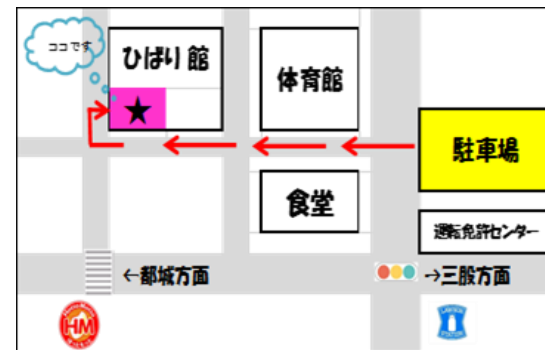 ココです
ひばり館
体育館
★
駐車場
食堂
運転免許センター
←都城方面
→三股方面
HM
LAWSON